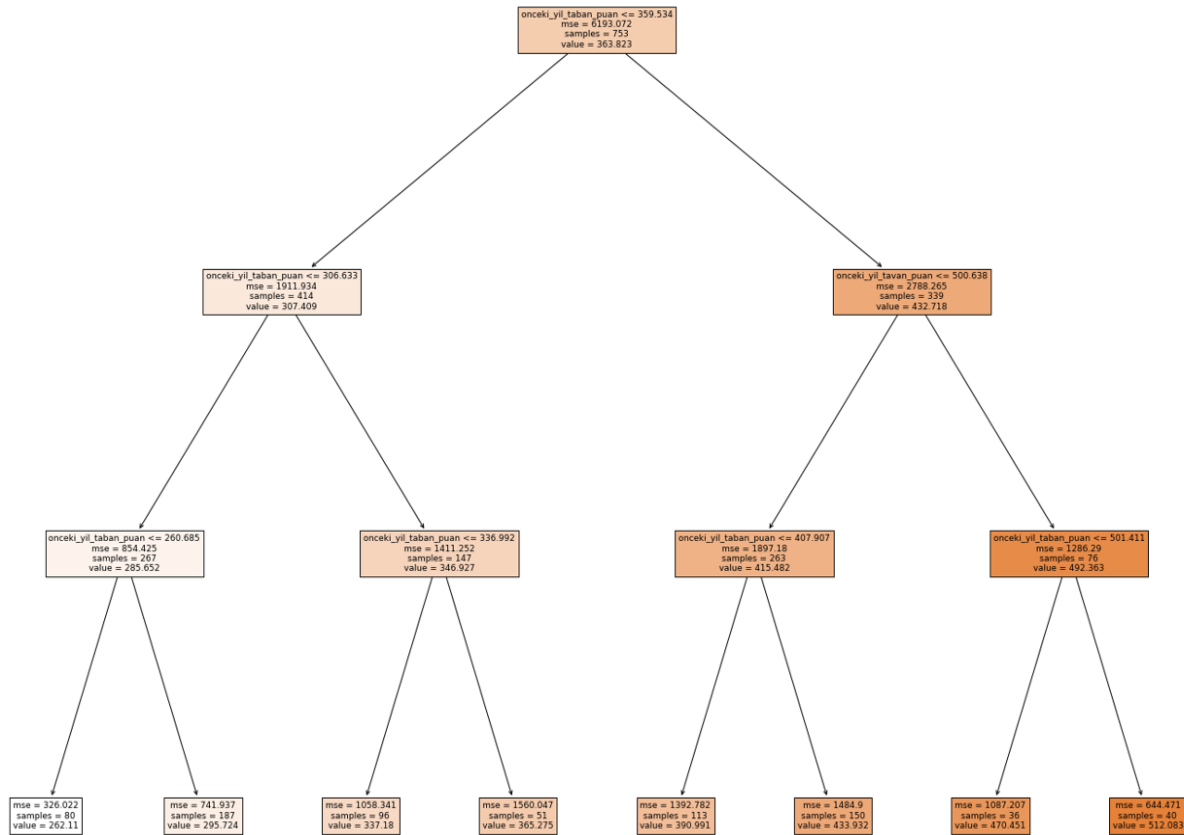 onceki_yil_taban_puan <= 359.534
mse = 6193.072
samples = 753
value = 363.823
onceki_yil_taban_puan <= 306.633
mse = 1911.934
samples = 414
value = 307.409
onceki_yil_tavan_puan <= 500.638
mse = 2788.265
samples = 339
value = 432.718
onceki_yil_taban_puan <= 260.685
mse = 854.425
samples = 267
value = 285.652
onceki_yil_taban_puan <= 336.992
mse = 1411.252
samples = 147
value = 346.927
onceki_yil_taban_puan <= 407.907
mse = 1897.18
samples = 263
value = 415.482
onceki_yil_taban_puan <= 501.411
mse = 1286.29
samples = 76
value = 492.363
mse = 326.022
samples = 80
value = 262.11
mse = 741.937
samples = 187
value = 295.724
mse = 1058.341
samples = 96
value = 337.18
mse = 1560.047
samples = 51
value = 365.275
mse = 1392.782
samples = 113
value = 390.991
mse = 1484.9
samples = 150
value = 433.932
mse = 1087.207
samples = 36
value = 470.451
mse = 644.471
samples = 40
value = 512.083